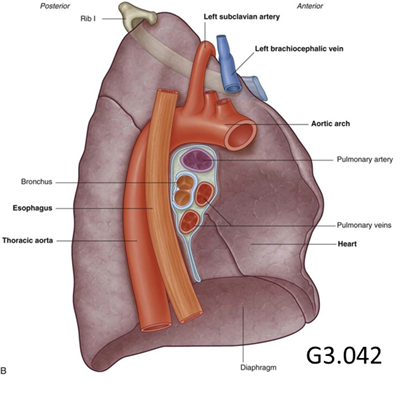 Posterior
Anterior
Rib I
Left subclavian artery
Left brachiocephalic vein
Aortic arch
Pulmonary artery
Bronchus
Esophagus
Pulmonary veins
Thoracic aorta
Heart
G3.042
Diaphragm
B